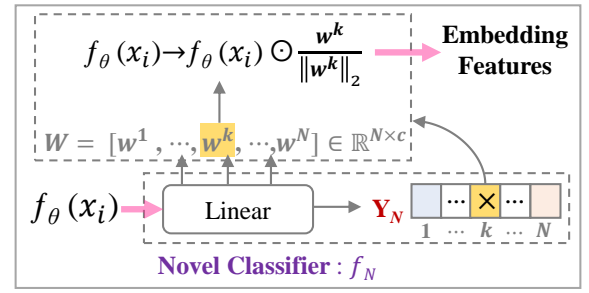 f_θ(x_i)→f_θ(x_i) ⊙ w^k / ‖w^k‖_2
Embedding
Features
W = [w^1 , ⋯, w^k, ⋯,w^N] ∈ ℝ^{N×c}
f_θ(x_i)
Linear
Y_N
⋯ × ⋯
1 ⋯ k ⋯ N
Novel Classifier : f_N